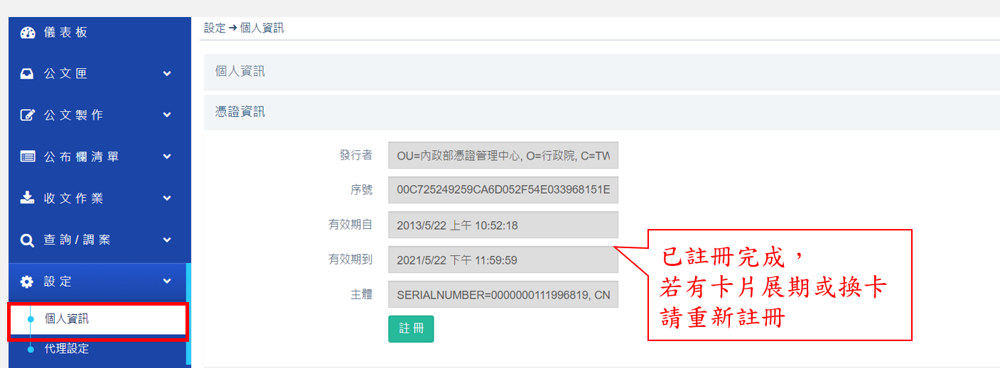 儀表板
公文匣
公文製作
公布欄清單
收文作業
查詢/調案
設定
個人資訊
代理設定
設定➔個人資訊
個人資訊
憑證資訊
發行者 OU=內政部憑證管理中心, O=行政院, C=TW
序號 00C725249259CA6D052F54E033968151E
有效期自 2013/5/22 上午 10:52:18
有效期到 2021/5/22 下午 11:59:59
主體 SERIALNUMBER=0000000111996819, CN
註冊
已註冊完成，
若有卡片展期或換卡
請重新註冊